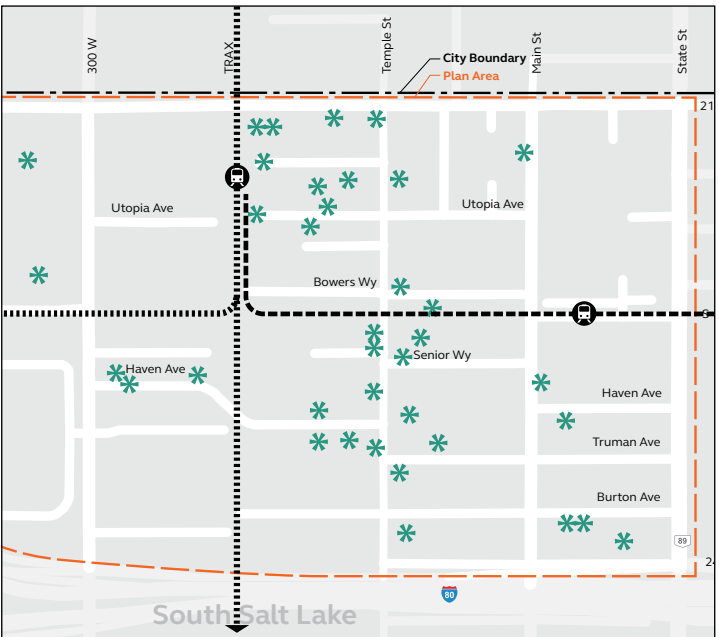 300 W
TRAX
Temple St
Main St
State St
City Boundary
Plan Area
21
Utopia Ave
Utopia Ave
Bowers Wy
Senior Wy
Haven Ave
Haven Ave
Truman Ave
Burton Ave
89
2
80
South Salt Lake